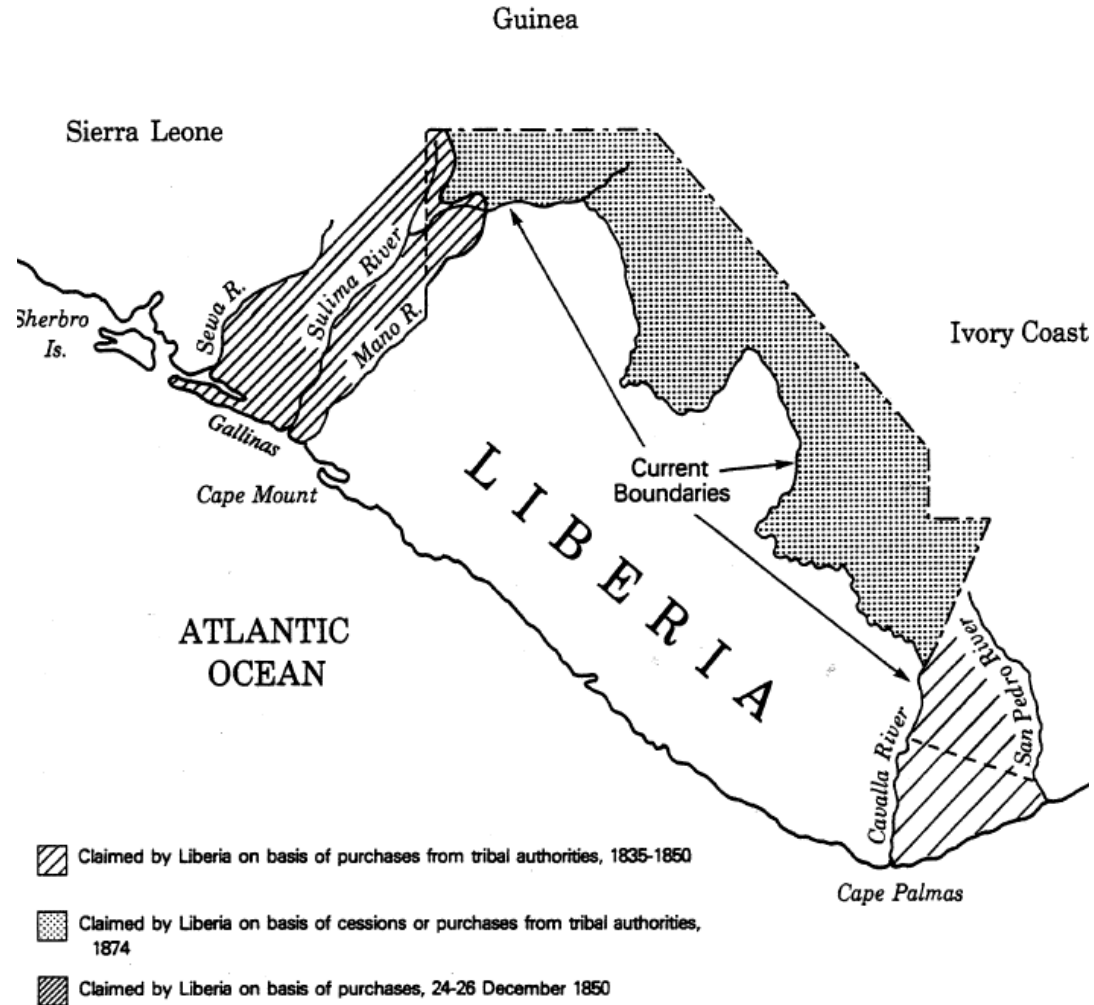 Guinea
Sierra Leone
Sherbro
Is.
Sewa R.
Sulima River
Mano R.
Ivory Coast
Gallinas
Cape Mount
Current
Boundaries
LIBERIA
ATLANTIC
OCEAN
San Pedro River
Cavalla River
Cape Palmas
Claimed by Liberia on basis of purchases from tribal authorities, 1835-1850
Claimed by Liberia on basis of cessions or purchases from tribal authorities,
1874
Claimed by Liberia on basis of purchases, 24-26 December 1850